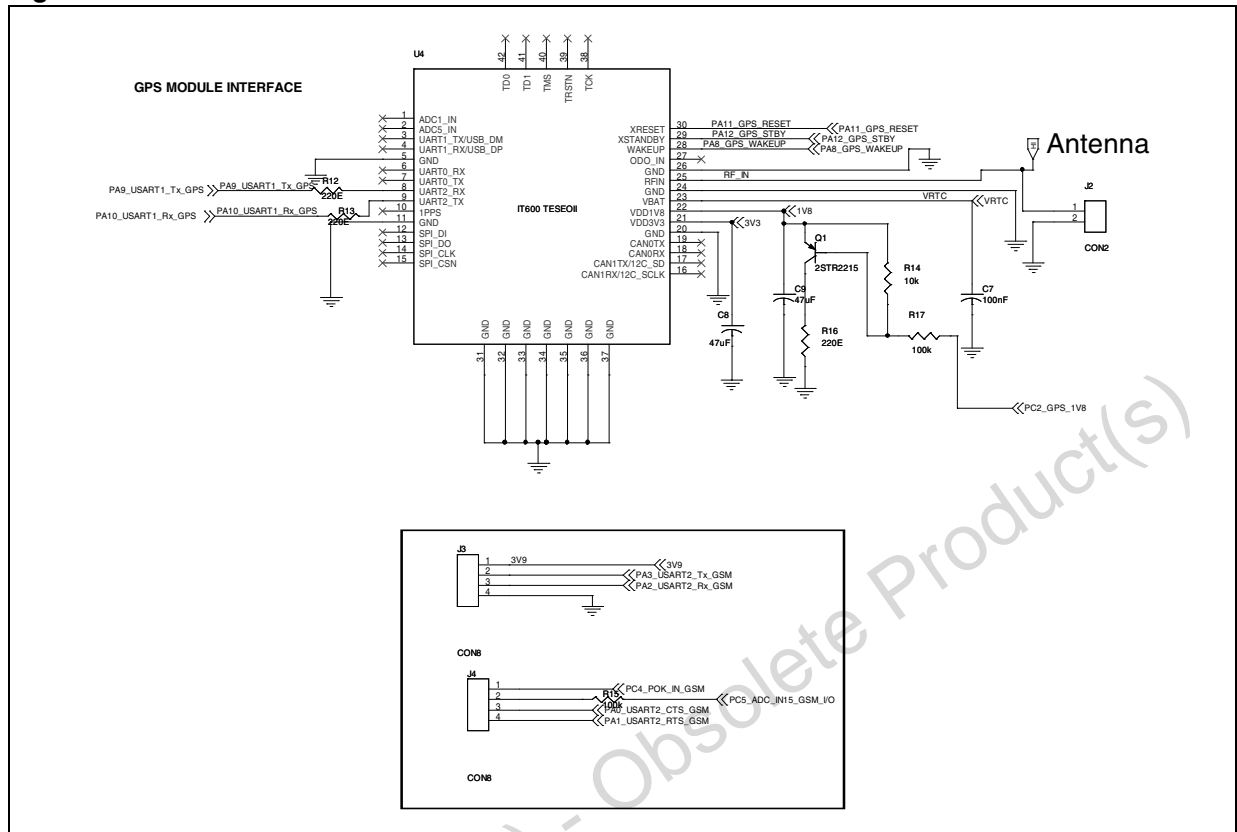 GPS MODULE INTERFACE
U4
42 41 40 39 38
TD0 TD1 TMS TRSTN TCK
1 ADC1_IN
2 ADC5_IN
3 UART1_TX/USB_DM
4 UART1_RX/USB_DP
5 GND
6 UART0_RX
7 UART0_TX
8 UART2_RX
9 UART2_TX
10 1PPS
11 GND
12 SPI_DI
13 SPI_DO
14 SPI_CLK
15 SPI_CSN
PA9_USART1_Tx_GPS PA9_USART1_Tx_GPS R12
220E
PA10_USART1_Rx_GPS PA10_USART1_Rx_GPS R13
220E
IT600 TESEOII
XRESET 30 PA11_GPS_RESET PA11_GPS_RESET
XSTANDBY 29 PA12_GPS_STBY PA12_GPS_STBY
WAKEUP 28 PA8_GPS_WAKEUP PA8_GPS_WAKEUP
ODO_IN 27
GND 26
RFIN 25 RF_IN
GND 24
VBAT 23 VRTC VRTC
VDD1V8 22 1V8
VDD3V3 21 3V3
GND 20
CAN0TX 19
CAN0RX 18
CAN1TX/12C_SD 17
CAN1RX/12C_SCLK 16
HI Antenna
J2
1
2
CON2
Q1
2STR2215
R14
10k
C9
47uF
C7
100nF
C8
47uF
R16
220E
R17
100k
PC2_GPS_1V8
GND GND GND GND GND GND GND
31 32 33 34 35 36 37
J3
1 3V9 3V9
2 PA3_USART2_Tx_GSM
3 PA2_USART2_Rx_GSM
4
CON8
J4
1 PC4_POK_IN_GSM
2 R15 PC5_ADC_IN15_GSM_I/O
100k
3 PA0_USART2_CTS_GSM
4 PA1_USART2_RTS_GSM
CON8
) - Obsolete Product(s)